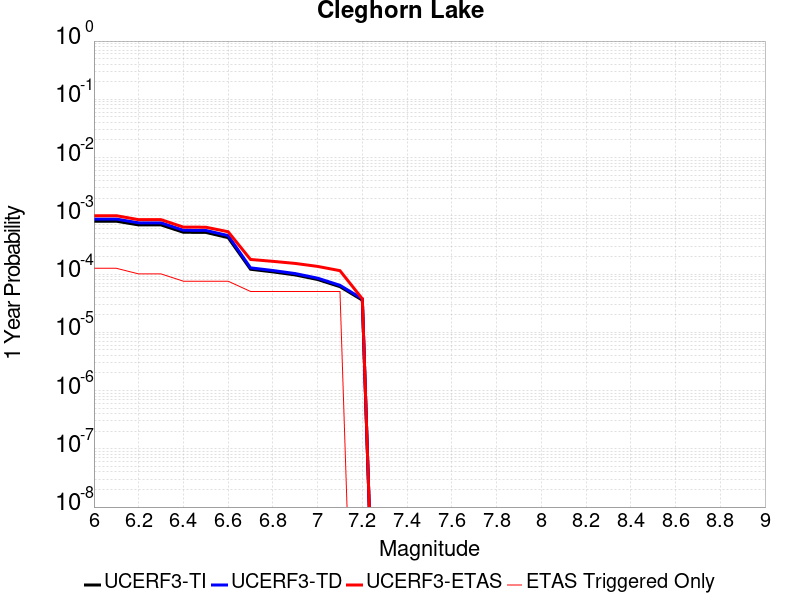 Cleghorn Lake
10^0
10^-1
10^-2
10^-3
10^-4
10^-5
10^-6
10^-7
10^-8
1 Year Probability
6 6.2 6.4 6.6 6.8 7 7.2 7.4 7.6 7.8 8 8.2 8.4 8.6 8.8 9
Magnitude
UCERF3-TI UCERF3-TD UCERF3-ETAS ETAS Triggered Only